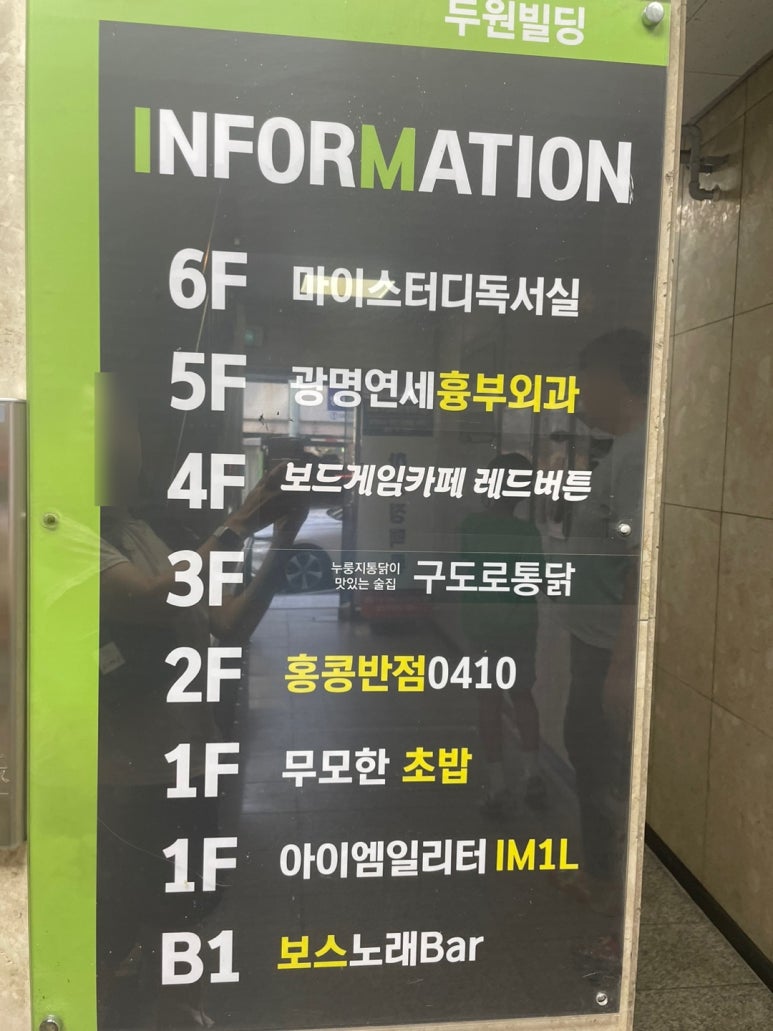 두원빌딩
INFORMATION
6F 마이스터디독서실
5F 광명연세흉부외과
4F 보드게임카페 레드버튼
3F 누룽지통닭이 맛있는 술집 구도로통닭
2F 홍콩반점0410
1F 무모한 초밥
1F 아이엠일리터 IM1L
B1 보스노래Bar